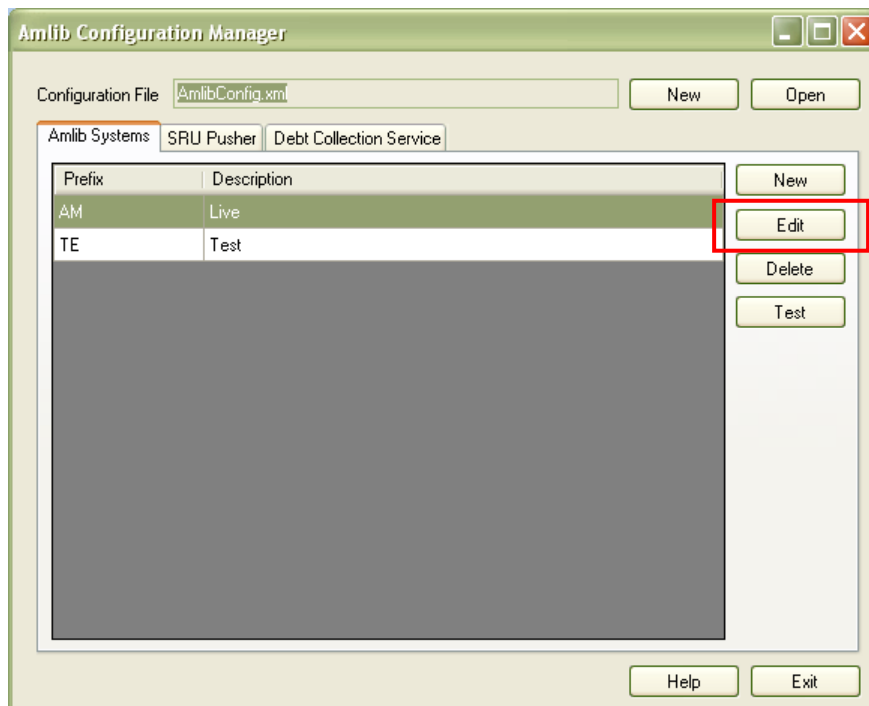 Amlib Configuration Manager
Configuration File AmlibConfig.xml New Open
Amlib Systems SRU Pusher Debt Collection Service
Prefix Description New
AM Live Edit
TE Test
Delete
Test
Help Exit